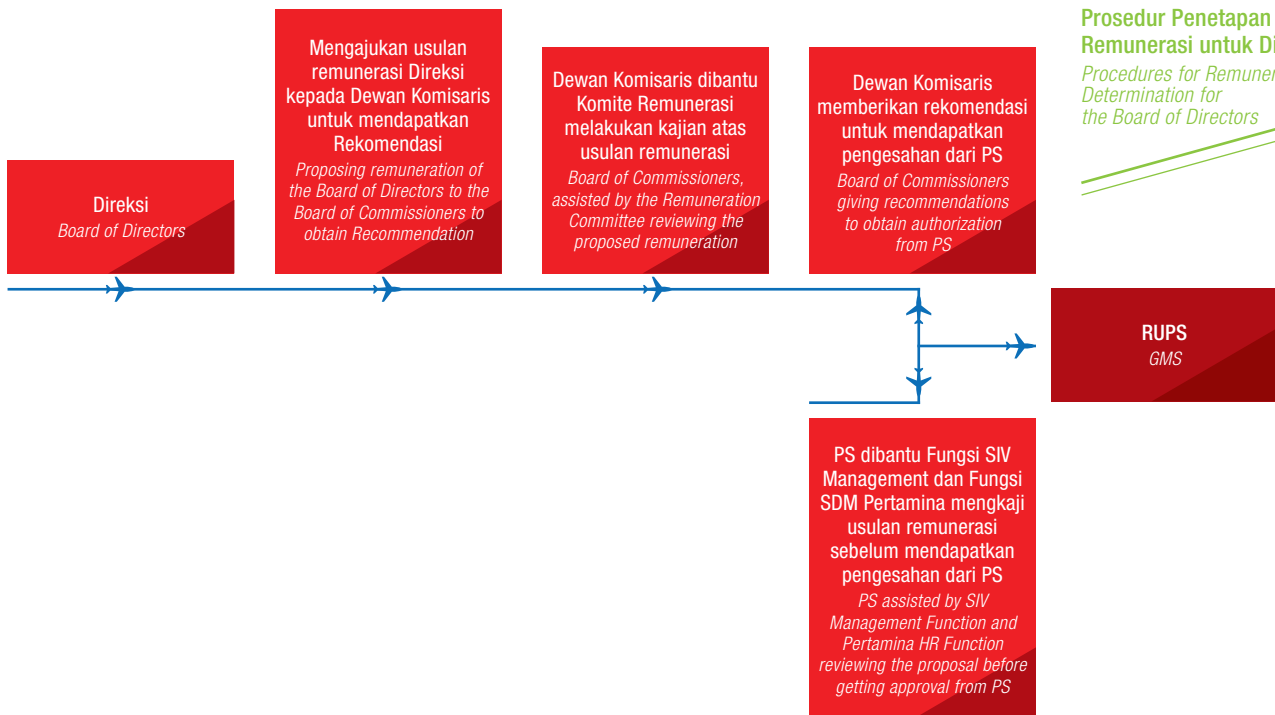 Prosedur Penetapan
Remunerasi untuk Di
Procedures for Remuner
Determination for
the Board of Directors
Direksi
Board of Directors
Mengajukan usulan
remunerasi Direksi
kepada Dewan Komisaris
untuk mendapatkan
Rekomendasi
Proposing remuneration of
the Board of Directors to the
Board of Commissioners to
obtain Recommendation
Dewan Komisaris dibantu
Komite Remunerasi
melakukan kajian atas
usulan remunerasi
Board of Commissioners,
assisted by the Remuneration
Committee reviewing the
proposed remuneration
Dewan Komisaris
memberikan rekomendasi
untuk mendapatkan
pengesahan dari PS
Board of Commissioners
giving recommendations
to obtain authorization
from PS
RUPS
GMS
PS dibantu Fungsi SIV
Management dan Fungsi
SDM Pertamina mengkaji
usulan remunerasi
sebelum mendapatkan
pengesahan dari PS
PS assisted by SIV
Management Function and
Pertamina HR Function
reviewing the proposal before
getting approval from PS